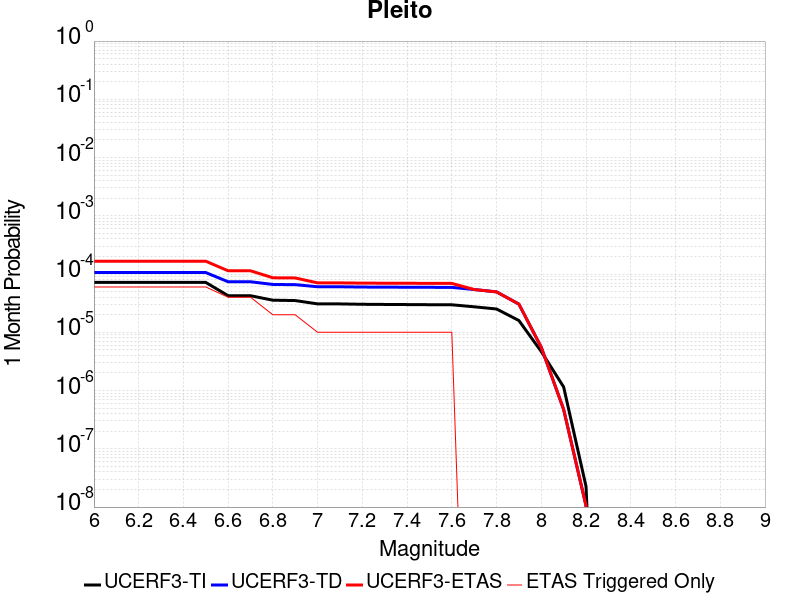 Pleito
10^0
10^-1
10^-2
10^-3
10^-4
10^-5
10^-6
10^-7
10^-8
1 Month Probability
6 6.2 6.4 6.6 6.8 7 7.2 7.4 7.6 7.8 8 8.2 8.4 8.6 8.8 9
Magnitude
UCERF3-TI UCERF3-TD UCERF3-ETAS ETAS Triggered Only